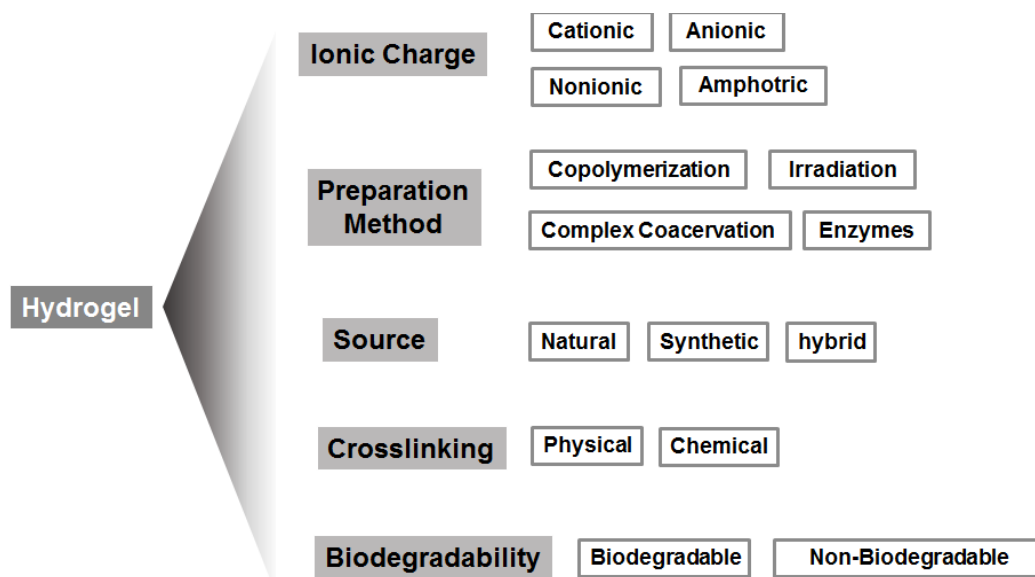 Hydrogel
Ionic Charge
Cationic
Anionic
Nonionic
Amphotric
Preparation
Method
Copolymerization
Irradiation
Complex Coacervation
Enzymes
Source
Natural
Synthetic
hybrid
Crosslinking
Physical
Chemical
Biodegradability
Biodegradable
Non-Biodegradable